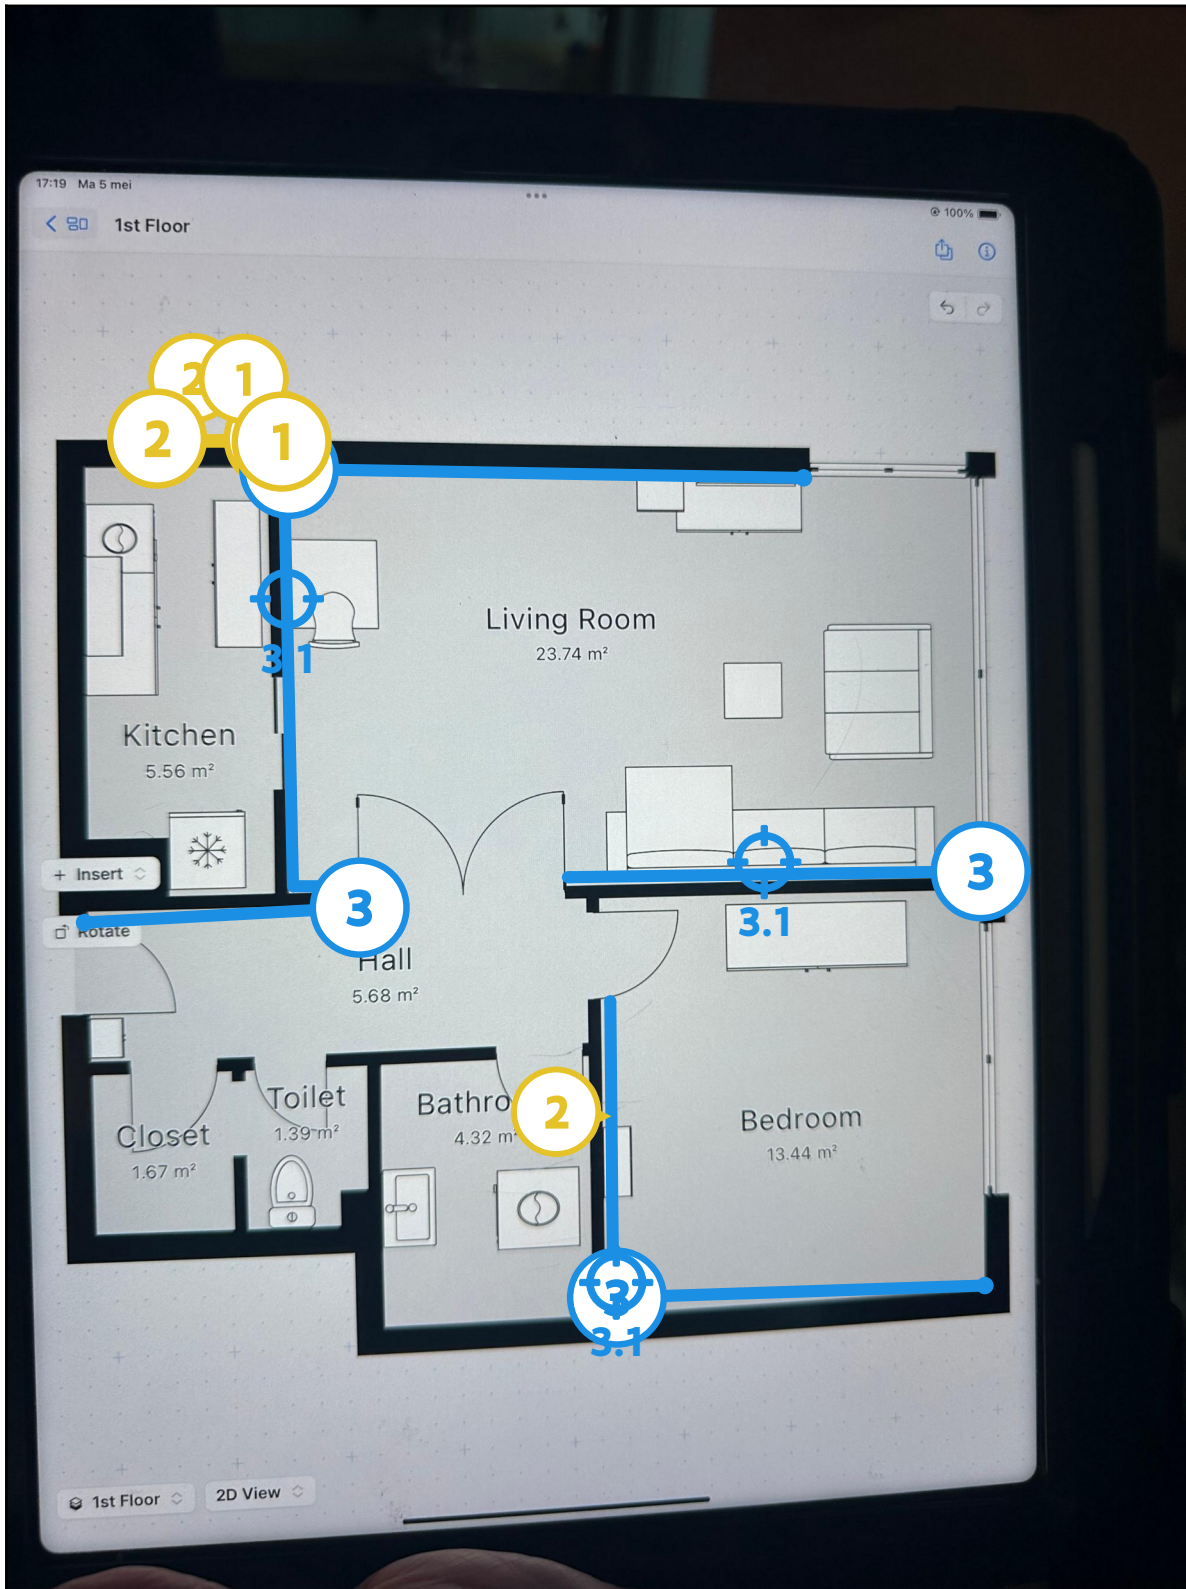 17:19 Ma 5 mei
100%
1st Floor
2
1
2
1
3.1
Living Room
23.74 m²
Kitchen
5.56 m²
+ Insert
3
3
Rotate
3.1
Hall
5.68 m²
Toilet
1.39 m²
Bathro
4.32 m²
2
Closet
1.67 m²
Bedroom
13.44 m²
3
3.1
1st Floor
2D View